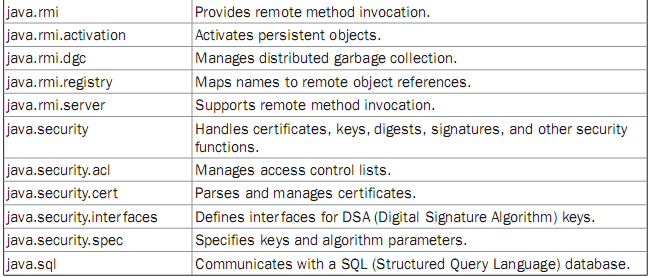 java.rmi Provides remote method invocation.
java.rmi.activation Activates persistent objects.
java.rmi.dgc Manages distributed garbage collection.
java.rmi.registry Maps names to remote object references.
java.rmi.server Supports remote method invocation.
java.security Handles certificates, keys, digests, signatures, and other security
functions.
java.security.acl Manages access control lists.
java.security.cert Parses and manages certificates.
java.security.interfaces Defines interfaces for DSA (Digital Signature Algorithm) keys.
java.security.spec Specifies keys and algorithm parameters.
java.sql Communicates with a SQL (Structured Query Language) database.